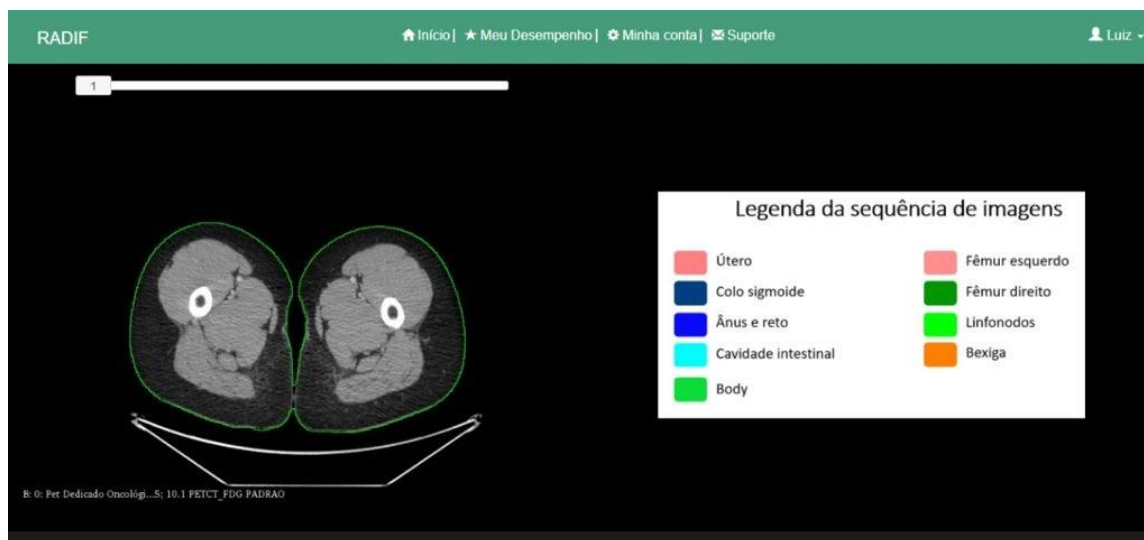 RADIF
Início | Meu Desempenho | Minha conta | Suporte
Luiz
1
Legenda da sequência de imagens
Útero
Fêmur esquerdo
Colo sigmoide
Fêmur direito
Ânus e reto
Linfonodos
Cavidade intestinal
Bexiga
Body
B: 0: Pet Dedicado Oncológi...5; 10.1 PETCT_FDG PADRAO